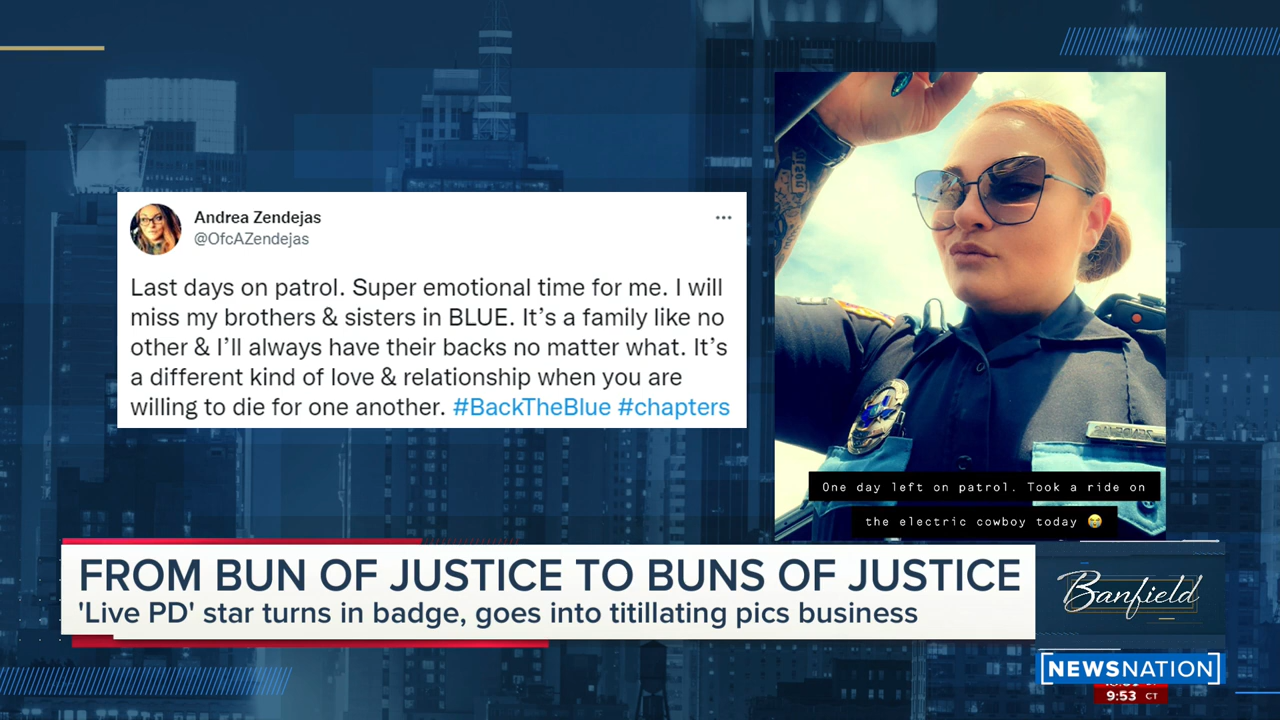 Andrea Zendejas
@OfcAZendejas
Last days on patrol. Super emotional time for me. I will
miss my brothers & sisters in BLUE. It's a family like no
other & I'll always have their backs no matter what. It's
a different kind of love & relationship when you are
willing to die for one another. #BackTheBlue #chapters
One day left on patrol. Took a ride on
the electric cowboy today 😭
FROM BUN OF JUSTICE TO BUNS OF JUSTICE
'Live PD' star turns in badge, goes into titillating pics business
Banfield
NEWSNATION
9:53 CT